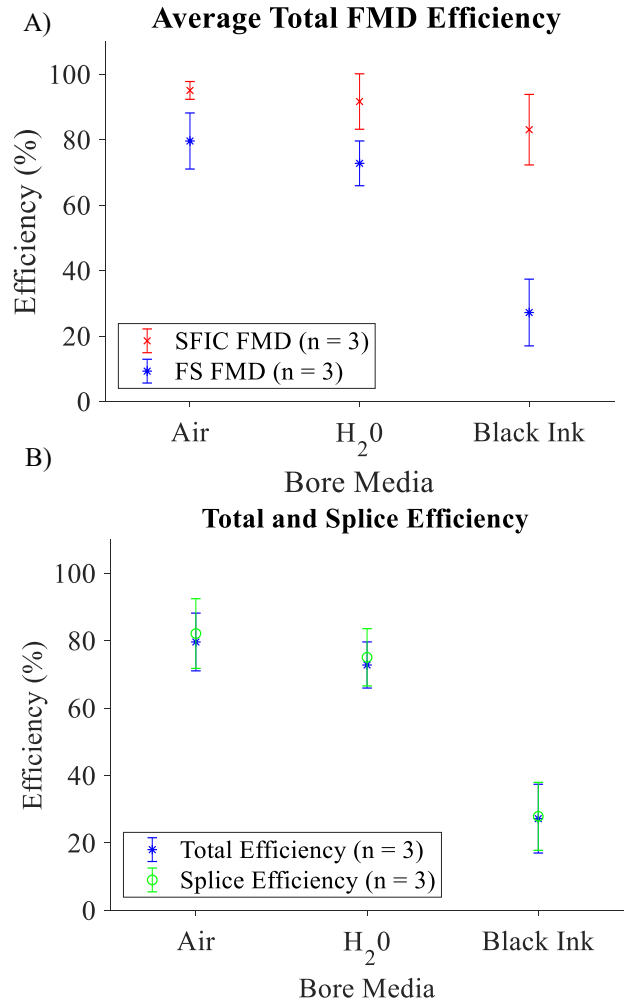 A)
Average Total FMD Efficiency
100
80
60
40
20
0
Efficiency (%)
SFIC FMD (n = 3)
FS FMD (n = 3)
Air
H20
Black Ink
Bore Media
B)
Total and Splice Efficiency
100
80
60
40
20
0
Efficiency (%)
Total Efficiency (n = 3)
Splice Efficiency (n = 3)
Air
H20
Black Ink
Bore Media